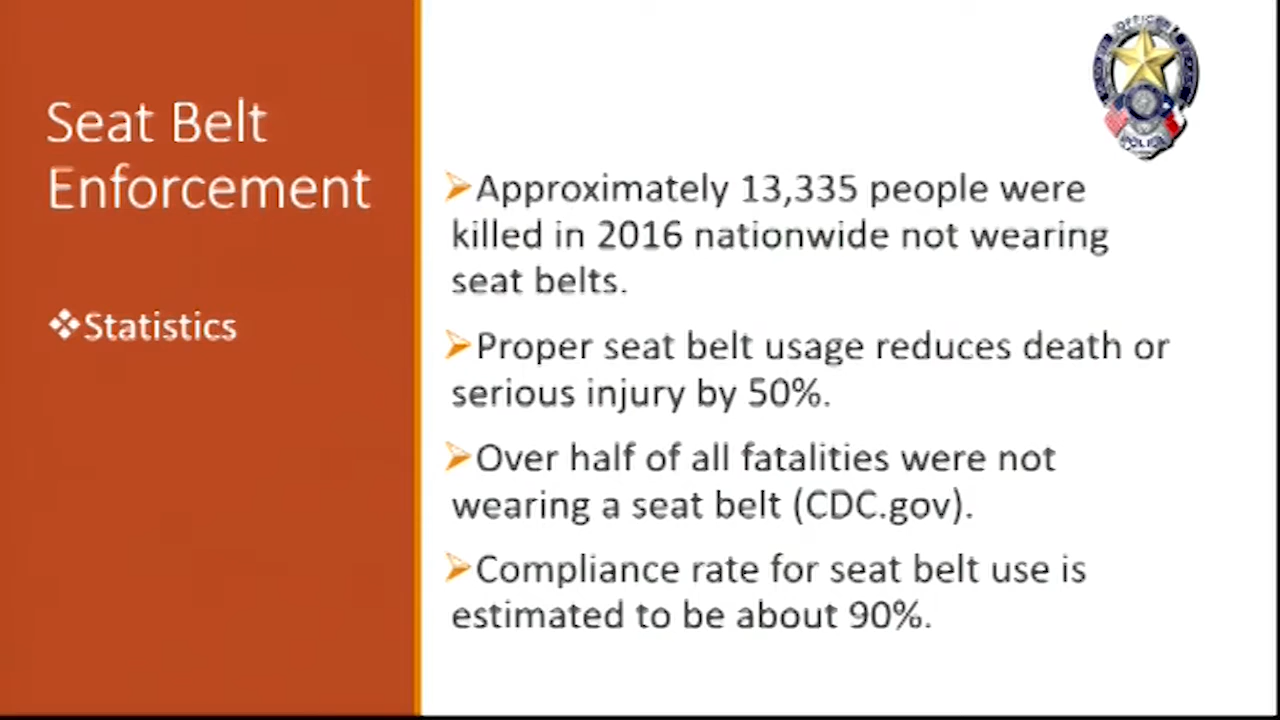 Seat Belt
Enforcement
❖Statistics
➢Approximately 13,335 people were
killed in 2016 nationwide not wearing
seat belts.
➢Proper seat belt usage reduces death or
serious injury by 50%.
➢Over half of all fatalities were not
wearing a seat belt (CDC.gov).
➢Compliance rate for seat belt use is
estimated to be about 90%.
OFFICER
POLICE